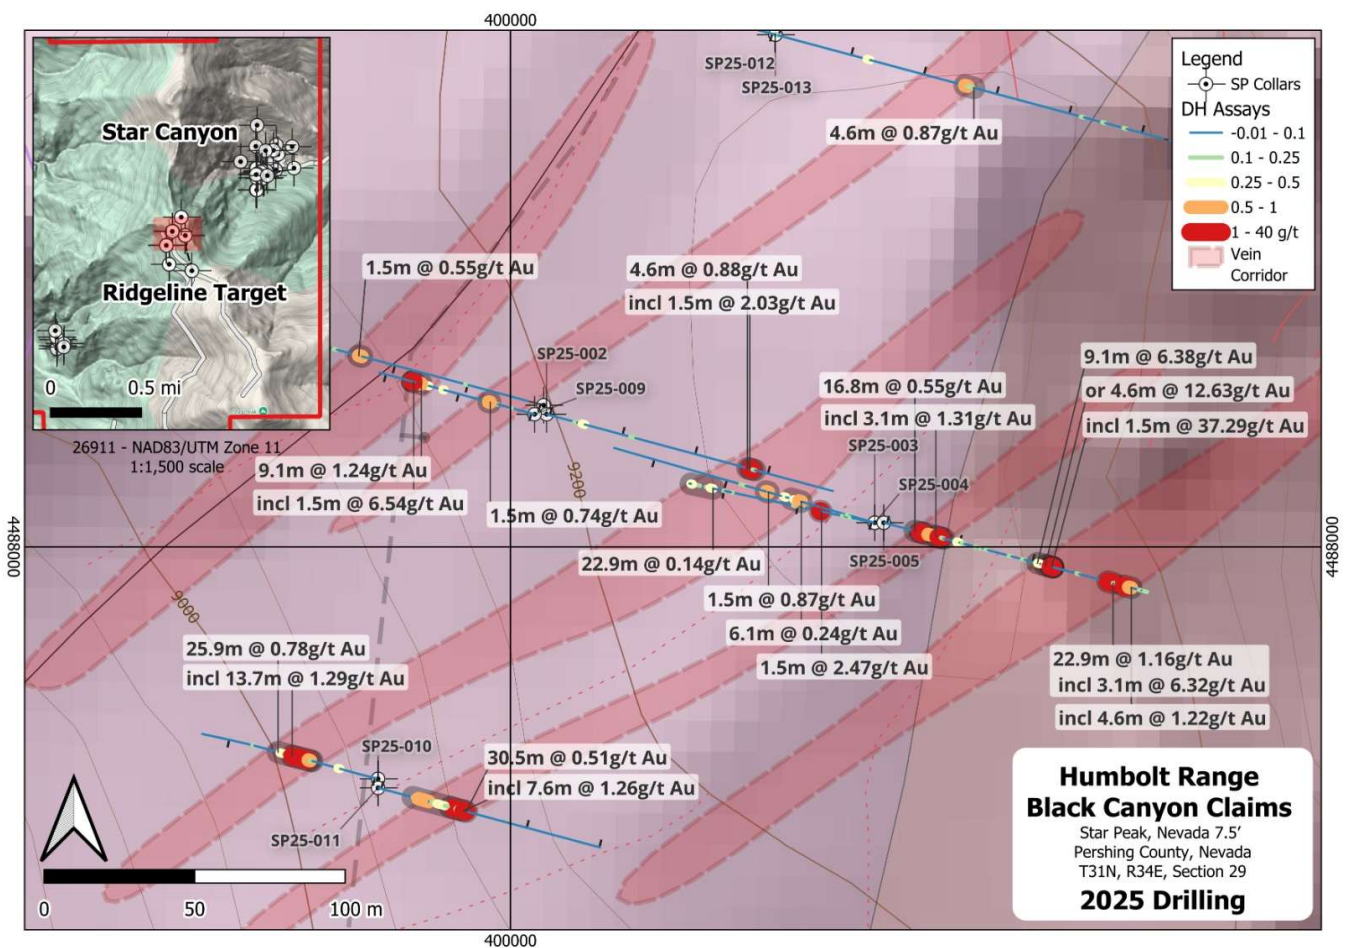 400000
Legend
SP Collars
DH Assays
-0.01 - 0.1
0.1 - 0.25
0.25 - 0.5
0.5 - 1
1 - 40 g/t
Vein
Corridor
Star Canyon
Ridgeline Target
0 0.5 mi
26911 - NAD83/UTM Zone 11
1:1,500 scale
SP25-012
SP25-013
4.6m @ 0.87g/t Au
1.5m @ 0.55g/t Au
4.6m @ 0.88g/t Au
incl 1.5m @ 2.03g/t Au
SP25-002
SP25-009
9.1m @ 6.38g/t Au
or 4.6m @ 12.63g/t Au
incl 1.5m @ 37.29g/t Au
16.8m @ 0.55g/t Au
incl 3.1m @ 1.31g/t Au
SP25-003
SP25-004
SP25-005
9.1m @ 1.24g/t Au
incl 1.5m @ 6.54g/t Au
1.5m @ 0.74g/t Au
9200
4488000
4488000
22.9m @ 0.14g/t Au
1.5m @ 0.87g/t Au
6.1m @ 0.24g/t Au
1.5m @ 2.47g/t Au
9000
25.9m @ 0.78g/t Au
incl 13.7m @ 1.29g/t Au
22.9m @ 1.16g/t Au
incl 3.1m @ 6.32g/t Au
incl 4.6m @ 1.22g/t Au
SP25-010
SP25-011
30.5m @ 0.51g/t Au
incl 7.6m @ 1.26g/t Au
Humbolt Range
Black Canyon Claims
Star Peak, Nevada 7.5’
Pershing County, Nevada
T31N, R34E, Section 29
2025 Drilling
0 50 100 m
400000